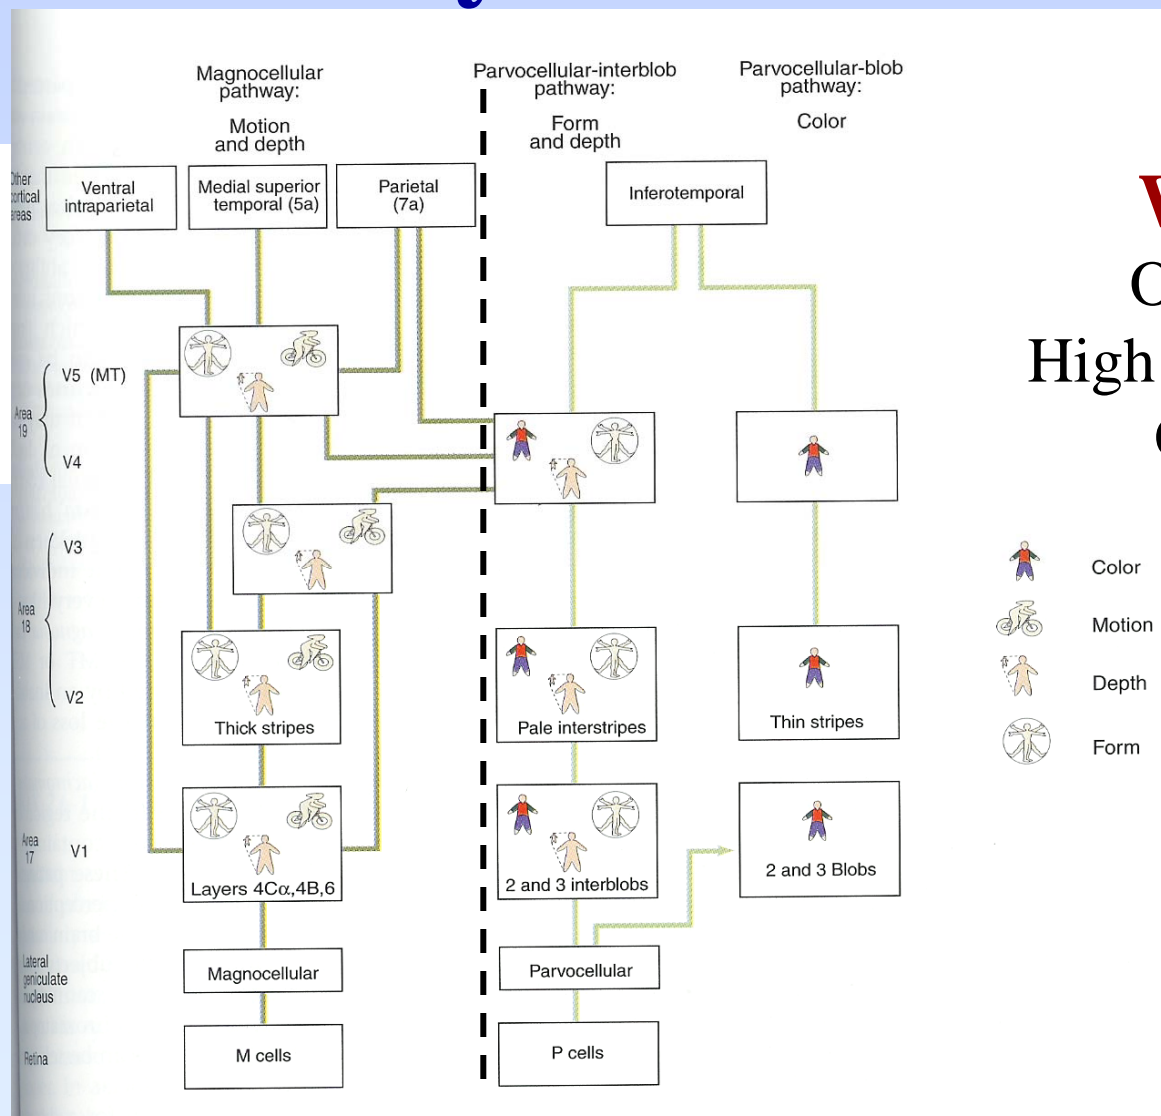 Magnocellular
pathway:
Motion
and depth
Parvocellular-interblob
pathway:
Form
and depth
Parvocellular-blob
pathway:
Color
Other
cortical
areas
Ventral
intraparietal
Medial superior
temporal (5a)
Parietal
(7a)
Inferotemporal
High
Area
19
V5 (MT)
V4
Area
18
V3
V2
Thick stripes
Pale interstripes
Thin stripes
Color
Motion
Depth
Form
Area
17
V1
Layers 4Cα,4B,6
2 and 3 interblobs
2 and 3 Blobs
Lateral
geniculate
nucleus
Magnocellular
Parvocellular
Retina
M cells
P cells